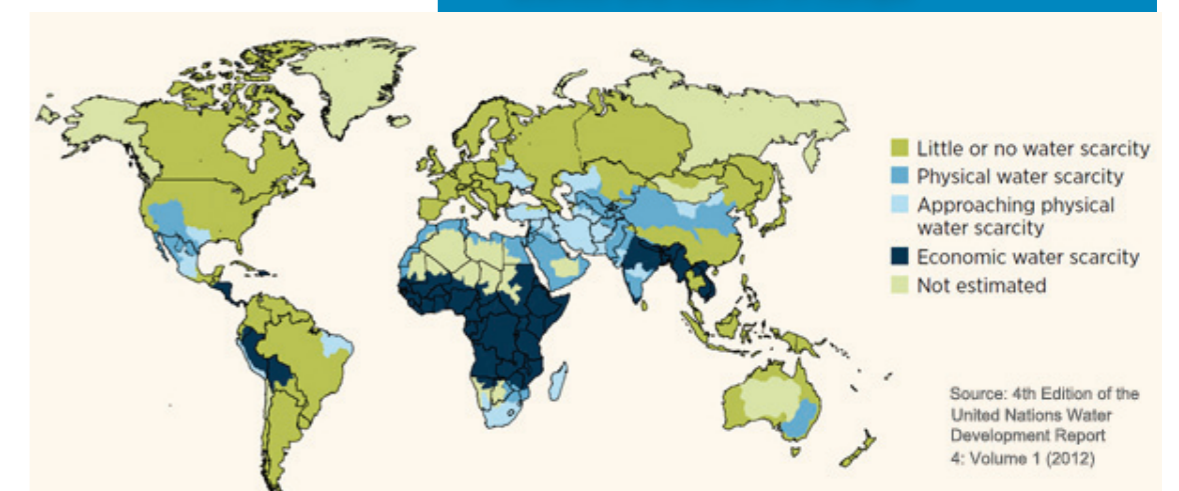 Little or no water scarcity
Physical water scarcity
Approaching physical
water scarcity
Economic water scarcity
Not estimated
Source: 4th Edition of the
United Nations Water
Development Report
4: Volume 1 (2012)